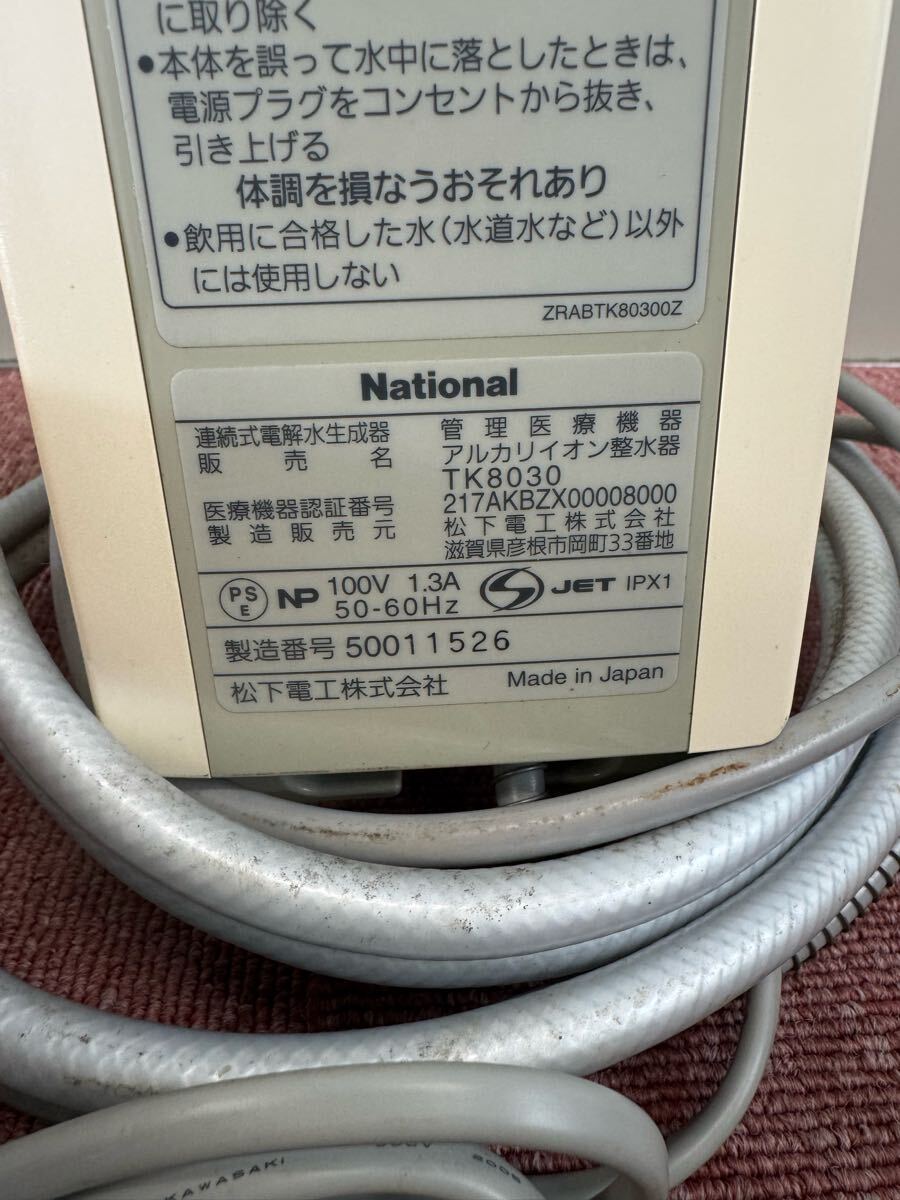 に取り除く
●本体を誤って水中に落としたときは、
電源プラグをコンセントから抜き、
引き上げる
体調を損なうおそれあり
●飲用に合格した水（水道水など）以外
には使用しない
ZRABTK80300Z
National
連続式電解水生成器 管理医療機器
販売名 アルカリイオン整水器
TK8030
医療機器認証番号 217AKBZX00008000
製造販売元 松下電工株式会社
滋賀県彦根市岡町33番地
PSE NP 100V 1.3A JET IPX1
50-60Hz
製造番号 50011526
松下電工株式会社 Made in Japan
KAWASAKI